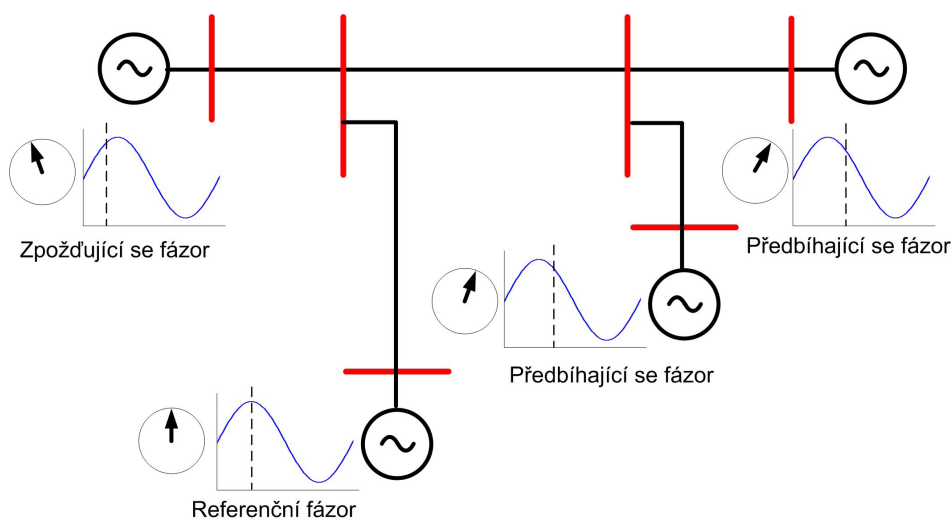 Zpožďující se fázor
Předbíhající se fázor
Předbíhající se fázor
Referenční fázor